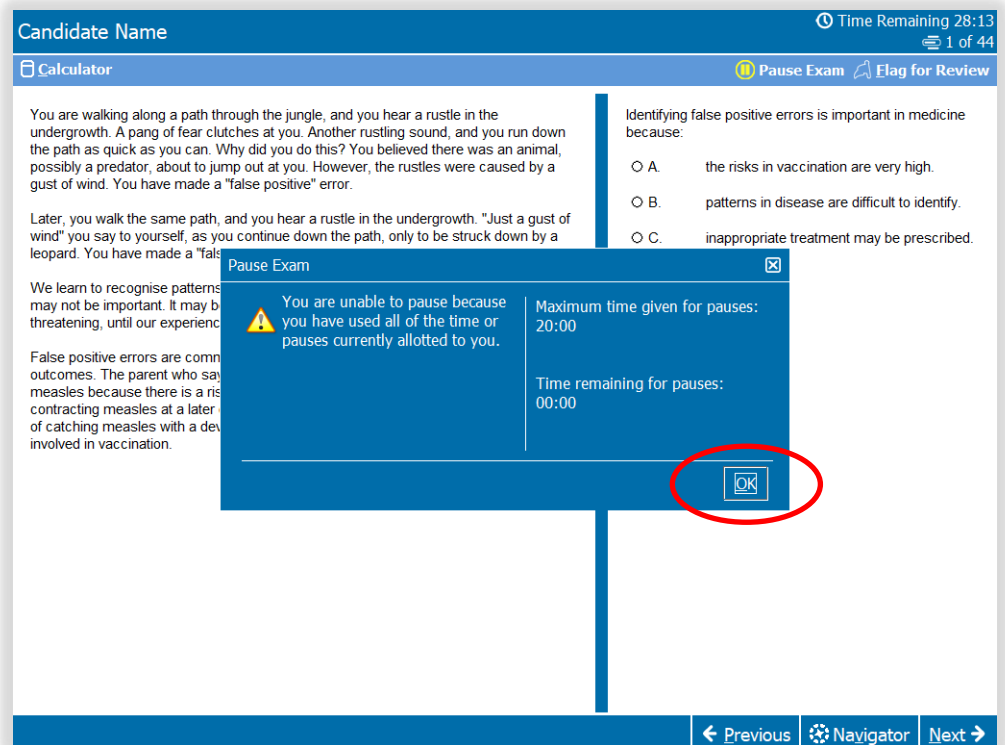 Candidate Name
Time Remaining 28:13
1 of 44
Calculator
Pause Exam
Flag for Review
You are walking along a path through the jungle, and you hear a rustle in the
undergrowth. A pang of fear clutches at you. Another rustling sound, and you run down
the path as quick as you can. Why did you do this? You believed there was an animal,
possibly a predator, about to jump out at you. However, the rustles were caused by a
gust of wind. You have made a "false positive" error.
Later, you walk the same path, and you hear a rustle in the undergrowth. "Just a gust of
wind" you say to yourself, as you continue down the path, only to be struck down by a
leopard. You have made a
We learn to recognise patterns
may not be important. It may
threatening, until our
False positive errors are
outcomes. The parent who
measles because there is a
contracting measles at a later
of catching measles with a
involved in vaccination.
Identifying false positive errors is important in medicine
because:
A. the risks in vaccination are very high.
B. patterns in disease are difficult to identify.
C. inappropriate treatment may be prescribed.
Pause Exam
You are unable to pause because
you have used all of the time or
pauses currently allotted to you.
Maximum time given for pauses:
20:00
Time remaining for pauses:
00:00
OK
Previous
Navigator
Next